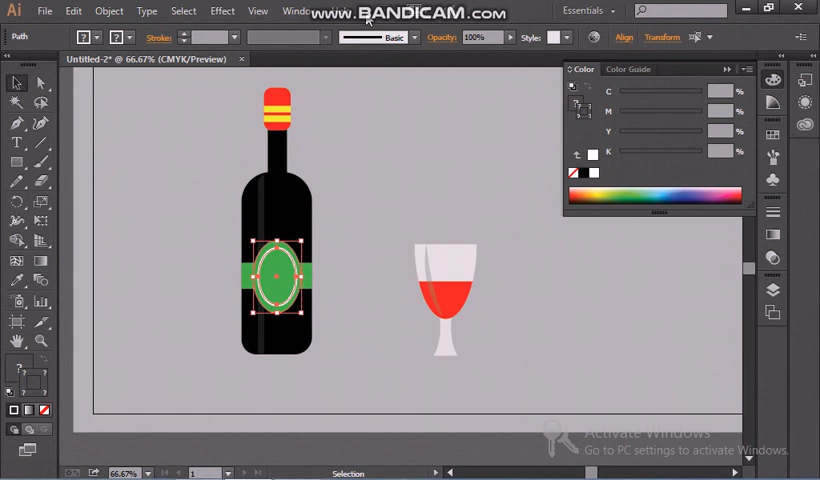 Ai File Edit Object Type Select Effect View Window
www.BANDICAM.com
Essentials
Path
Stroke:
Basic
Opacity: 100%
Style:
Align
Transform
Untitled-2* @ 66.67% (CMYK/Preview)
Color
Color Guide
C %
M %
Y %
K %
T
Activate Windows
Go to PC settings to activate Windows.
66.67%
1
Selection